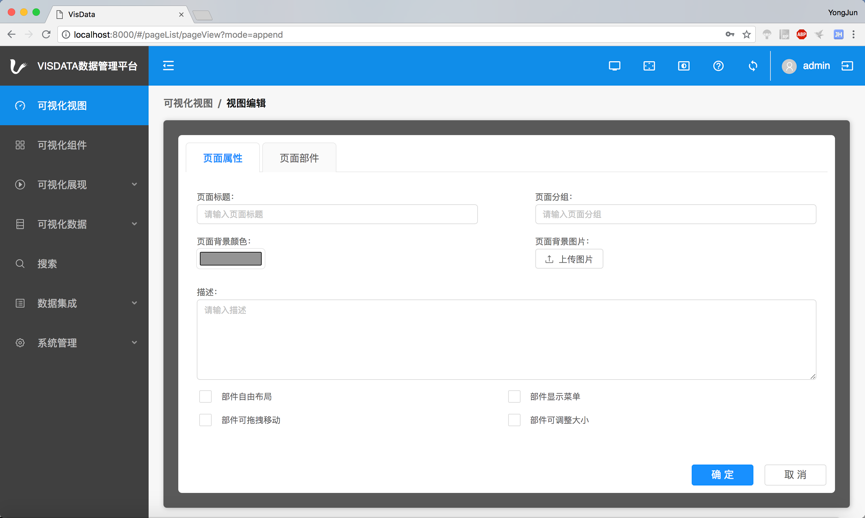 VisData
YongJun
localhost:8000/#/pageList/pageView?mode=append
ABP
JH
VISDATA数据管理平台
admin
可视化视图
可视化组件
可视化展现
可视化数据
搜索
数据集成
系统管理
可视化视图 / 视图编辑
页面属性
页面部件
页面标题:
请输入页面标题
页面分组:
请输入页面分组
页面背景颜色:
页面背景图片:
上传图片
描述:
请输入描述
部件自由布局
部件显示菜单
部件可拖拽移动
部件可调整大小
确 定
取 消